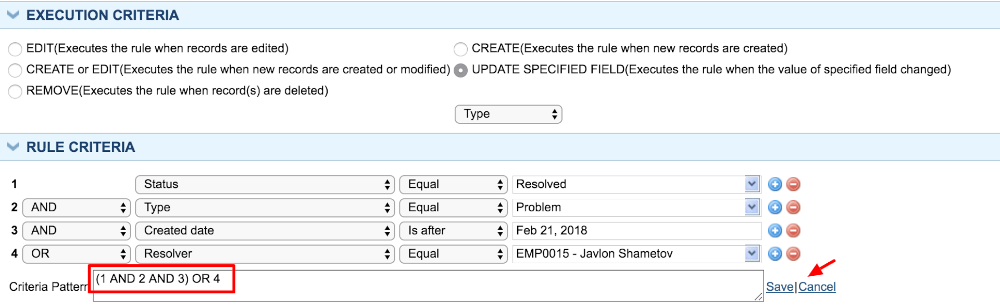 EXECUTION CRITERIA
EDIT(Executes the rule when records are edited) CREATE(Executes the rule when new records are created)
CREATE or EDIT(Executes the rule when new records are created or modified) UPDATE SPECIFIED FIELD(Executes the rule when the value of specified field changed)
REMOVE(Executes the rule when record(s) are deleted)
Type
RULE CRITERIA
1 Status Equal Resolved
2 AND Type Equal Problem
3 AND Created date Is after Feb 21, 2018
4 OR Resolver Equal EMP0015 - Javlon Shametov
Criteria Pattern (1 AND 2 AND 3) OR 4 Save|Cancel